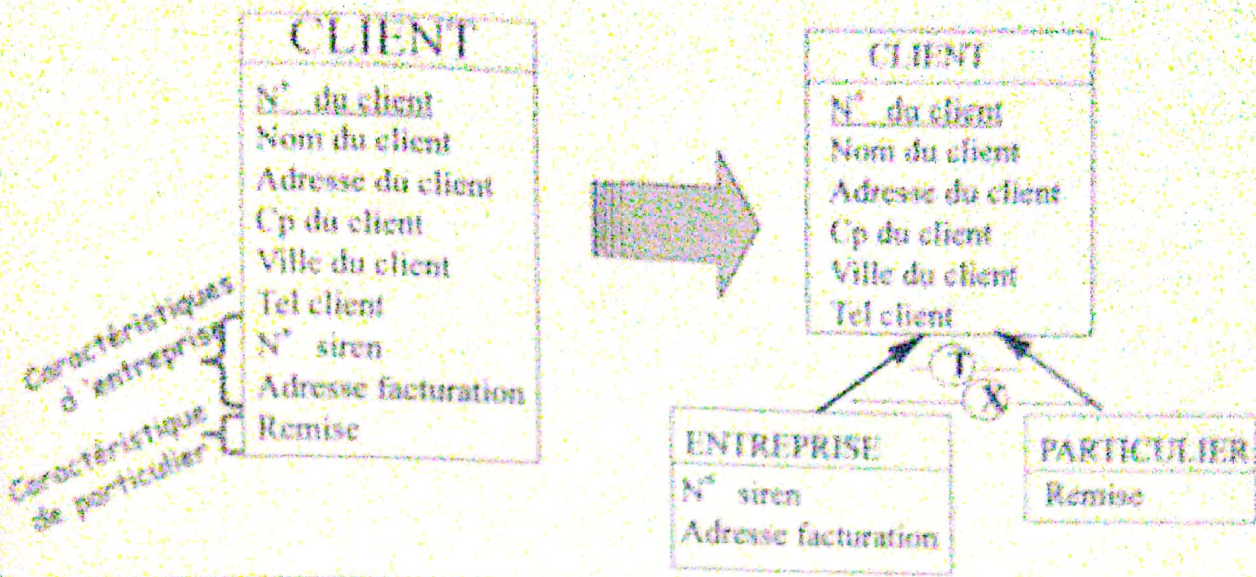 CLIENT
N° du client
Nom du client
Adresse du client
Cp du client
Ville du client
Tel client
N° siren
Adresse facturation
Remise
Caractéristiques
d'entreprise
Caractéristique
de particulier
CLIENT
N° du client
Nom du client
Adresse du client
Cp du client
Ville du client
Tel client
T
X
ENTREPRISE
N° siren
Adresse facturation
PARTICULIER
Remise